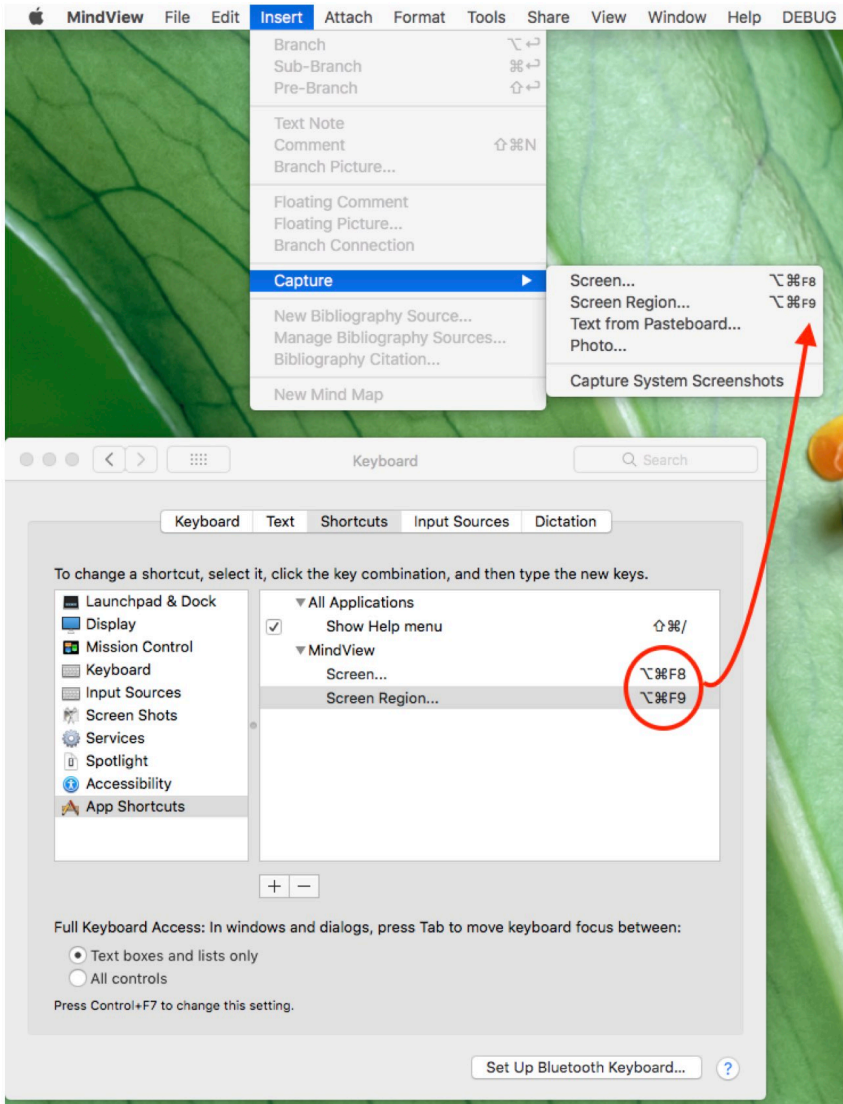 MindView File Edit Insert Attach Format Tools Share View Window Help DEBUG
Branch ⌥↩
Sub-Branch ⌘↩
Pre-Branch ⇧↩
Text Note
Comment ⇧⌘N
Branch Picture...
Floating Comment
Floating Picture...
Branch Connection
Capture ▶
New Bibliography Source...
Manage Bibliography Sources...
Bibliography Citation...
New Mind Map
Screen... ⌥⌘F8
Screen Region... ⌥⌘F9
Text from Pasteboard...
Photo...
Capture System Screenshots
Keyboard
Search
Keyboard Text Shortcuts Input Sources Dictation
To change a shortcut, select it, click the key combination, and then type the new keys.
Launchpad & Dock
Display
Mission Control
Keyboard
Input Sources
Screen Shots
Services
Spotlight
Accessibility
App Shortcuts
▼All Applications
Show Help menu ⇧⌘/
▼MindView
Screen... ⌥⌘F8
Screen Region... ⌥⌘F9
+ −
Full Keyboard Access: In windows and dialogs, press Tab to move keyboard focus between:
Text boxes and lists only
All controls
Press Control+F7 to change this setting.
Set Up Bluetooth Keyboard... ?